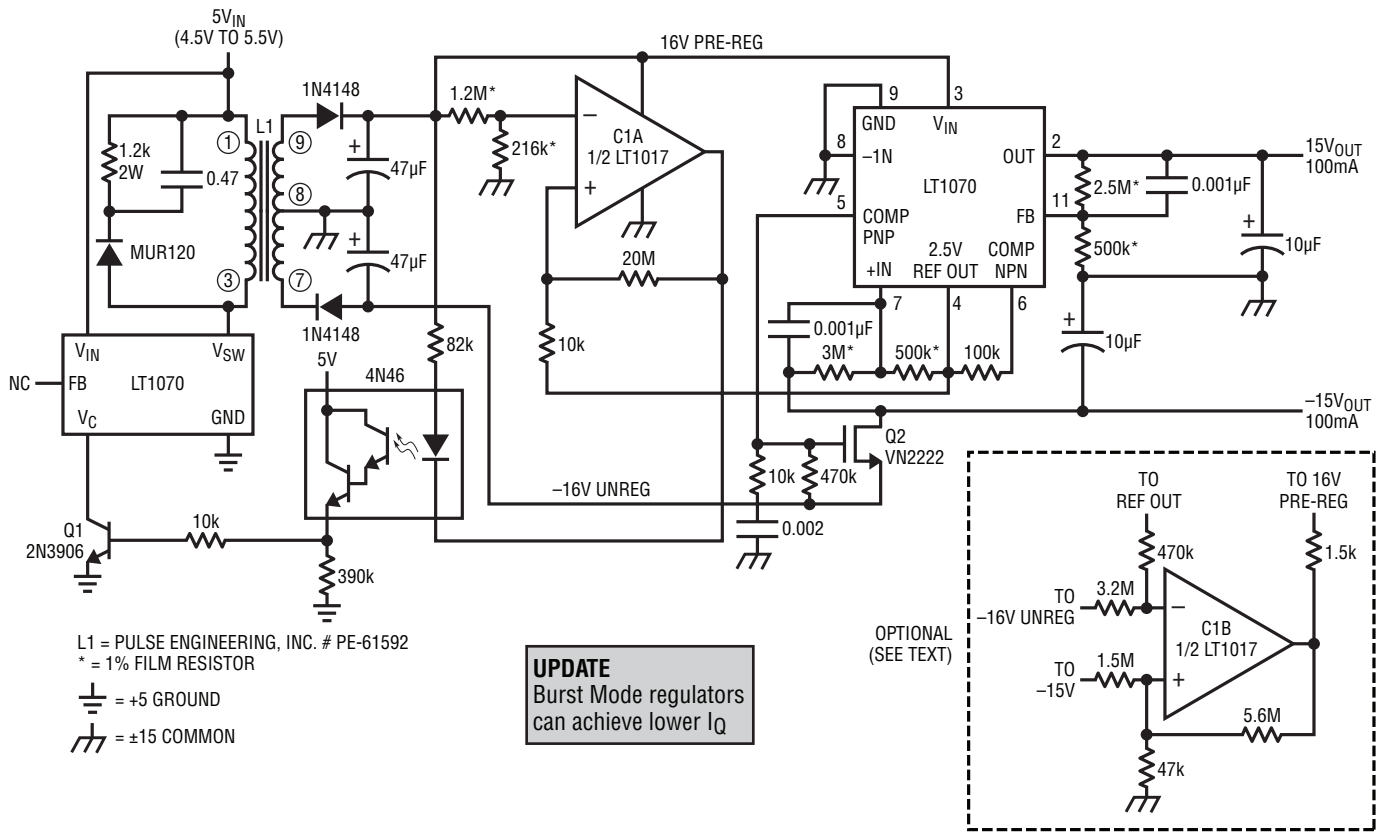 5VIN
(4.5V TO 5.5V)
16V PRE-REG
1N4148
1.2M*
L1
1
9
1.2k
2W
0.47
+
47µF
216k*
–
C1A
1/2 LT1017
+
8
MUR120
+
47µF
3
7
1N4148
20M
10k
82k
9
3
GND
VIN
8
–1N
OUT
2
LT1070
5
COMP
PNP
FB
11
2.5V
REF OUT
COMP
NPN
+IN
7
4
6
15VOUT
100mA
2.5M*
0.001µF
500k*
+
10µF
+
10µF
0.001µF
3M*
500k*
100k
–15VOUT
100mA
VIN
VSW
NC
FB
LT1070
VC
GND
5V
4N46
–16V UNREG
Q2
VN2222
10k
470k
0.002
Q1
2N3906
10k
390k
L1 = PULSE ENGINEERING, INC. # PE-61592
* = 1% FILM RESISTOR
= +5 GROUND
= ±15 COMMON
UPDATE
Burst Mode regulators
can achieve lower IQ
OPTIONAL
(SEE TEXT)
TO
REF OUT
TO 16V
PRE-REG
470k
1.5k
TO
–16V UNREG
3.2M
–
C1B
1/2 LT1017
TO
–15V
1.5M
+
5.6M
47k